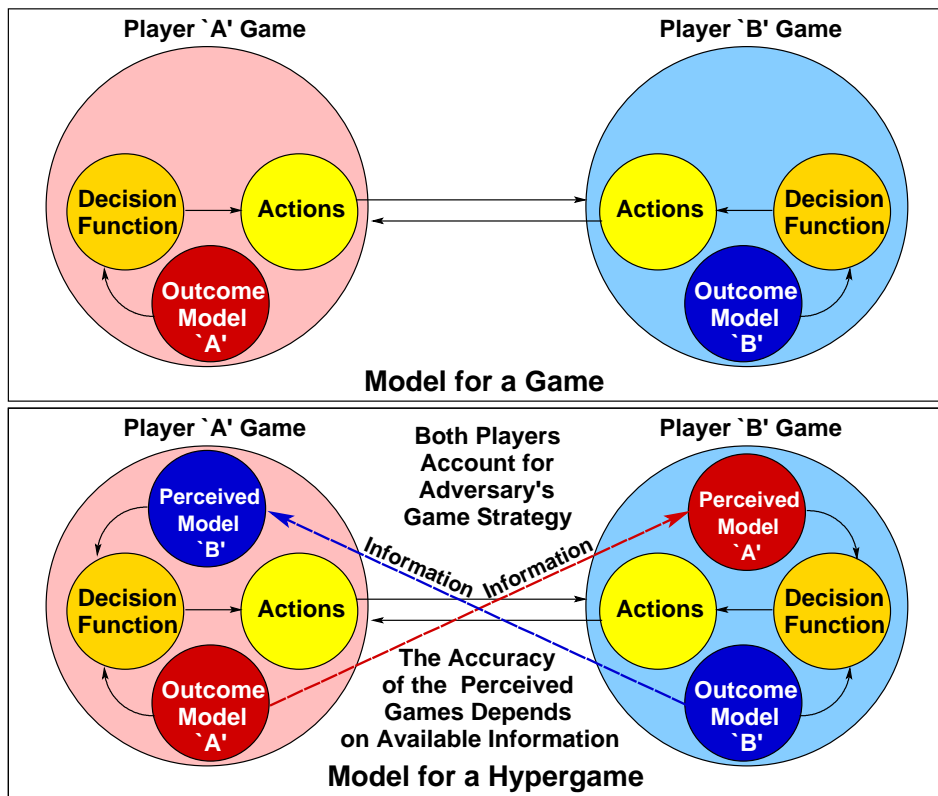 Player `A' Game
Player `B' Game
Decision
Function
Actions
Outcome
Model
`A'
Actions
Decision
Function
Outcome
Model
`B'
Model for a Game
Player `A' Game
Both Players
Account for
Adversary's
Game Strategy
Player `B' Game
Perceived
Model
`B'
Perceived
Model
`A'
Information
Information
Decision
Function
Actions
Actions
Decision
Function
Outcome
Model
`A'
The Accuracy
of the Perceived
Games Depends
on Available Information
Outcome
Model
`B'
Model for a Hypergame